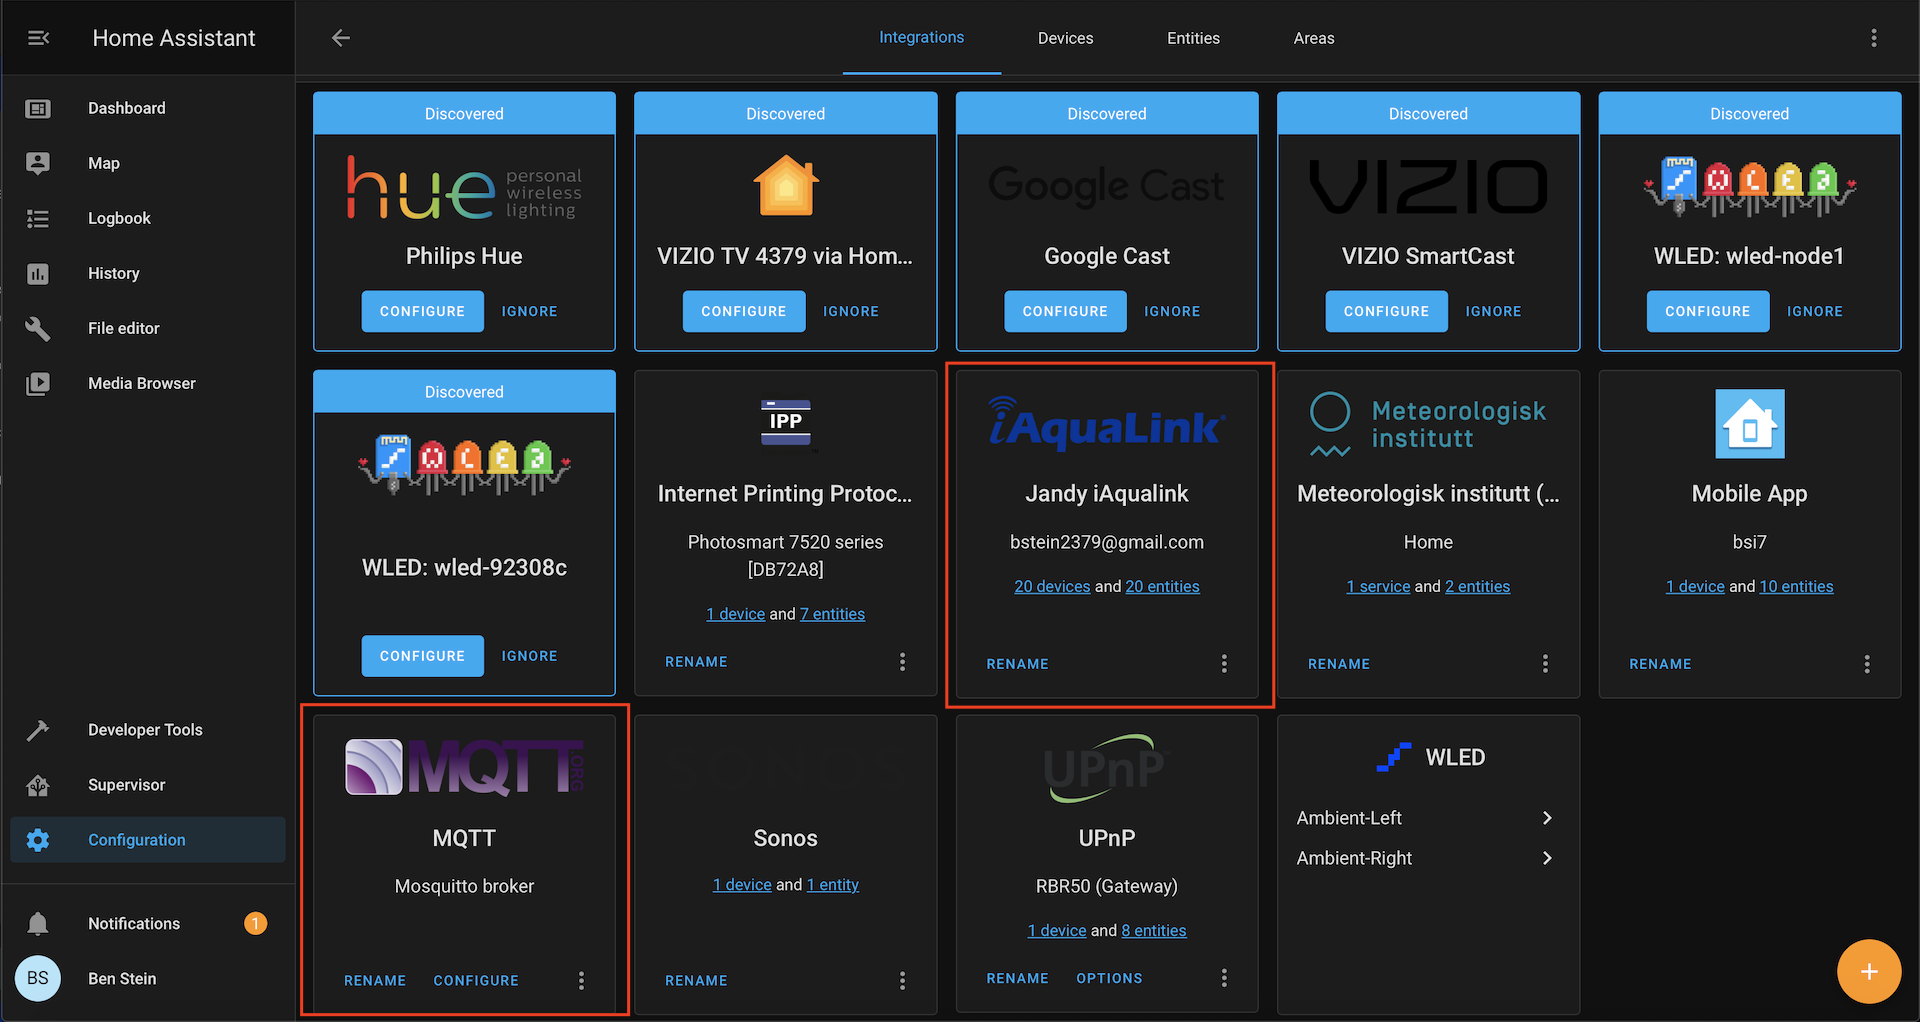 Home Assistant
Dashboard
Map
Logbook
History
File editor
Media Browser
Developer Tools
Supervisor
Configuration
Notifications
1
BS
Ben Stein
Integrations
Devices
Entities
Areas
Discovered
hue personal wireless lighting
Philips Hue
CONFIGURE
IGNORE
Discovered
VIZIO TV 4379 via Hom...
CONFIGURE
IGNORE
Discovered
Google Cast
Google Cast
CONFIGURE
IGNORE
Discovered
VIZIO
VIZIO SmartCast
CONFIGURE
IGNORE
Discovered
WLED
WLED: wled-node1
CONFIGURE
IGNORE
Discovered
WLED
WLED: wled-92308c
CONFIGURE
IGNORE
IPP
Internet Printing Protoc...
Photosmart 7520 series
[DB72A8]
1 device and 7 entities
RENAME
iAquaLink
Jandy iAqualink
bstein2379@gmail.com
20 devices and 20 entities
RENAME
Meteorologisk
institutt
Meteorologisk institutt (...
Home
1 service and 2 entities
RENAME
Mobile App
bsi7
1 device and 10 entities
RENAME
MQTT.ORG
MQTT
Mosquitto broker
RENAME
CONFIGURE
SONOS
Sonos
1 device and 1 entity
RENAME
UPnP
UPnP
RBR50 (Gateway)
1 device and 8 entities
RENAME
OPTIONS
WLED
Ambient-Left
Ambient-Right